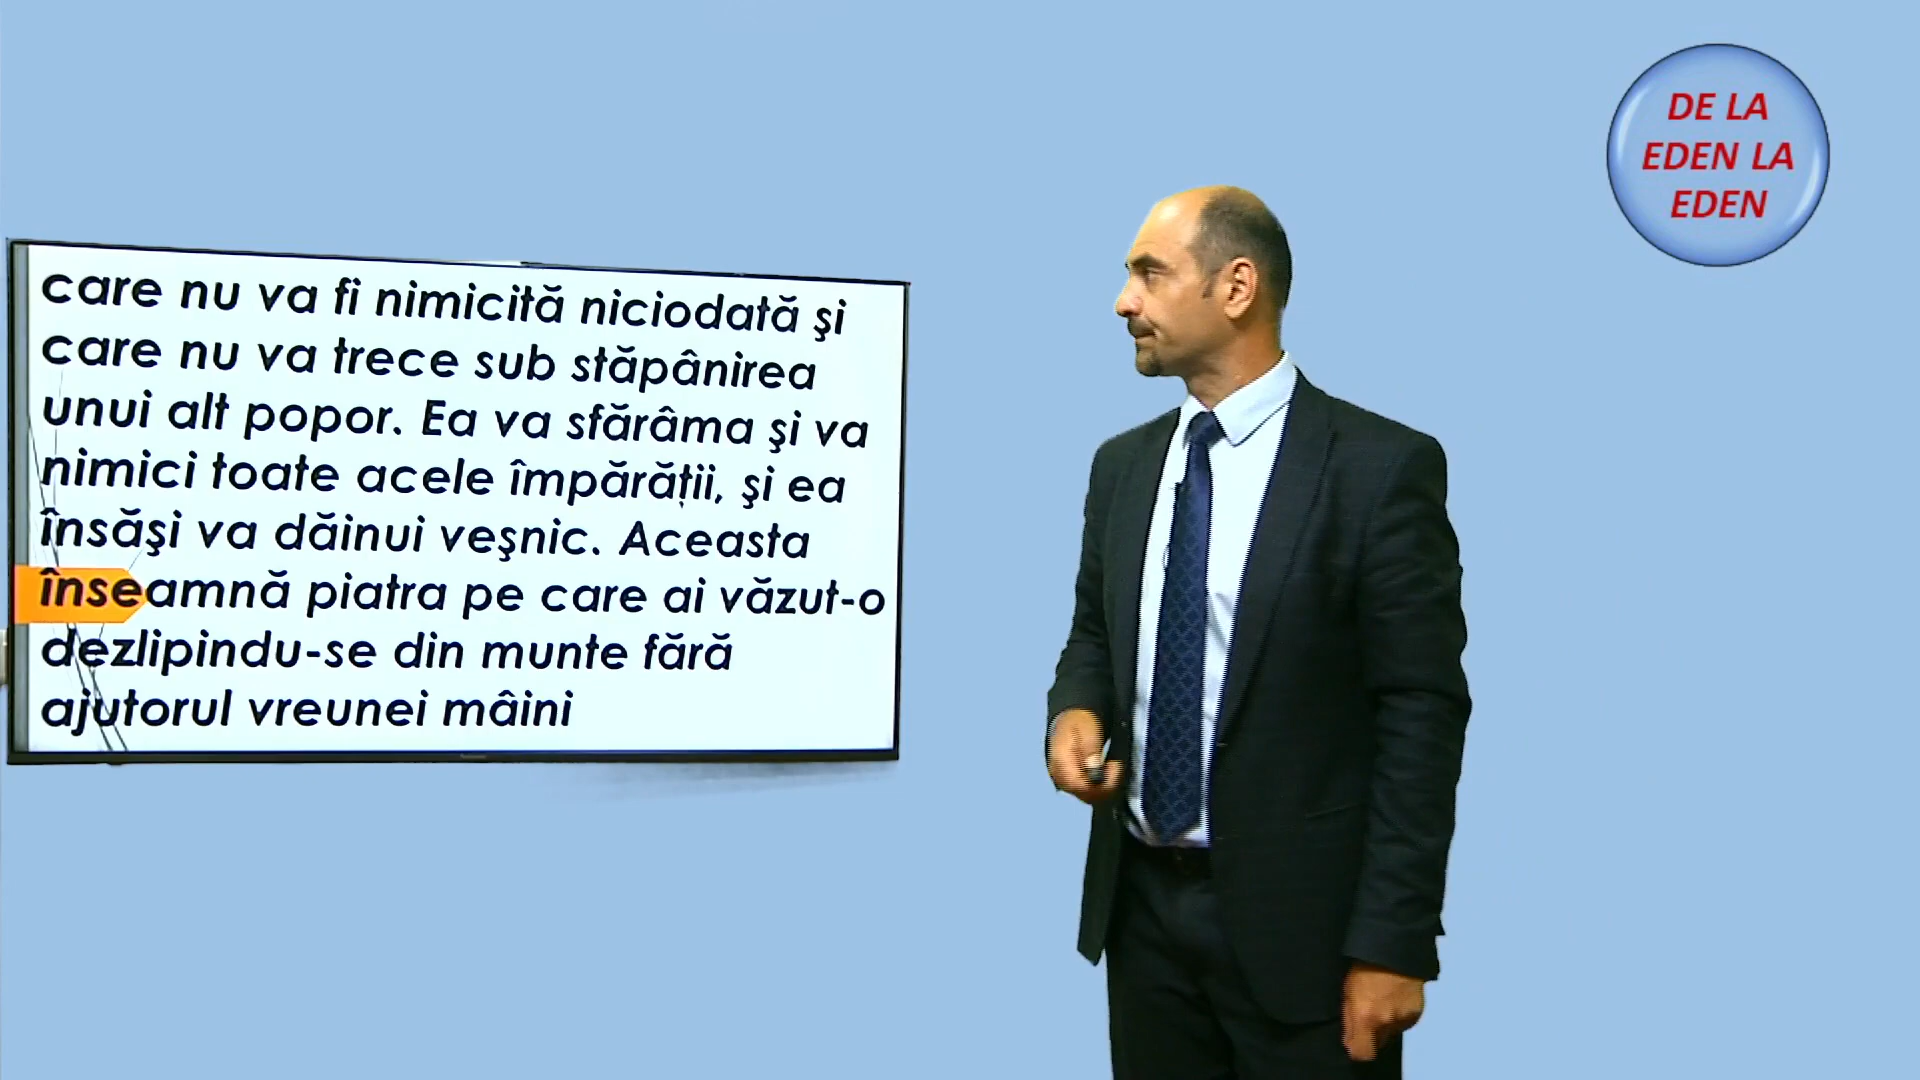 care nu va fi nimicită niciodată şi
care nu va trece sub stăpânirea
unui alt popor. Ea va sfărâma şi va
nimici toate acele împărăţii, şi ea
însăşi va dăinui veşnic. Aceasta
înseamnă piatra pe care ai văzut-o
dezlipindu-se din munte fără
ajutorul vreunei mâini
DE LA
EDEN LA
EDEN